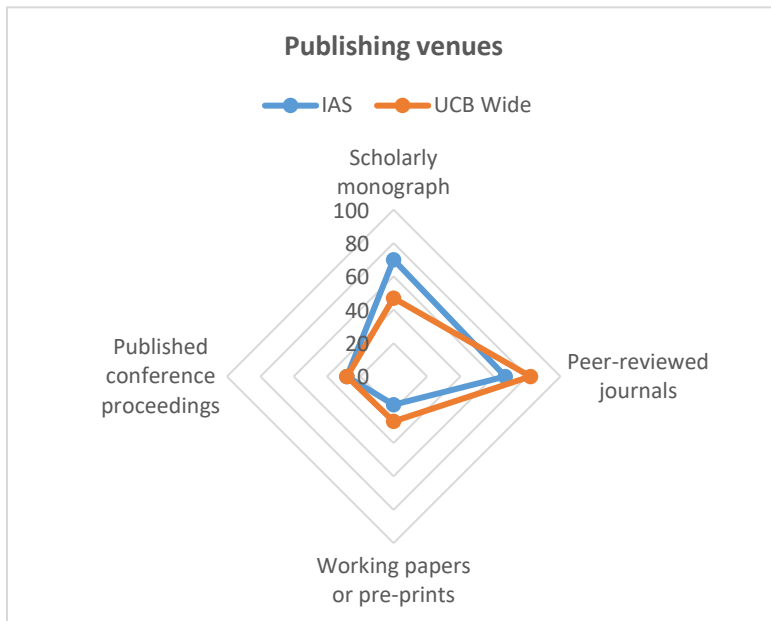 Publishing venues
IAS UCB Wide
Scholarly
monograph
100
80
60
40
20
0
Published
conference
proceedings
Peer-reviewed
journals
Working papers
or pre-prints